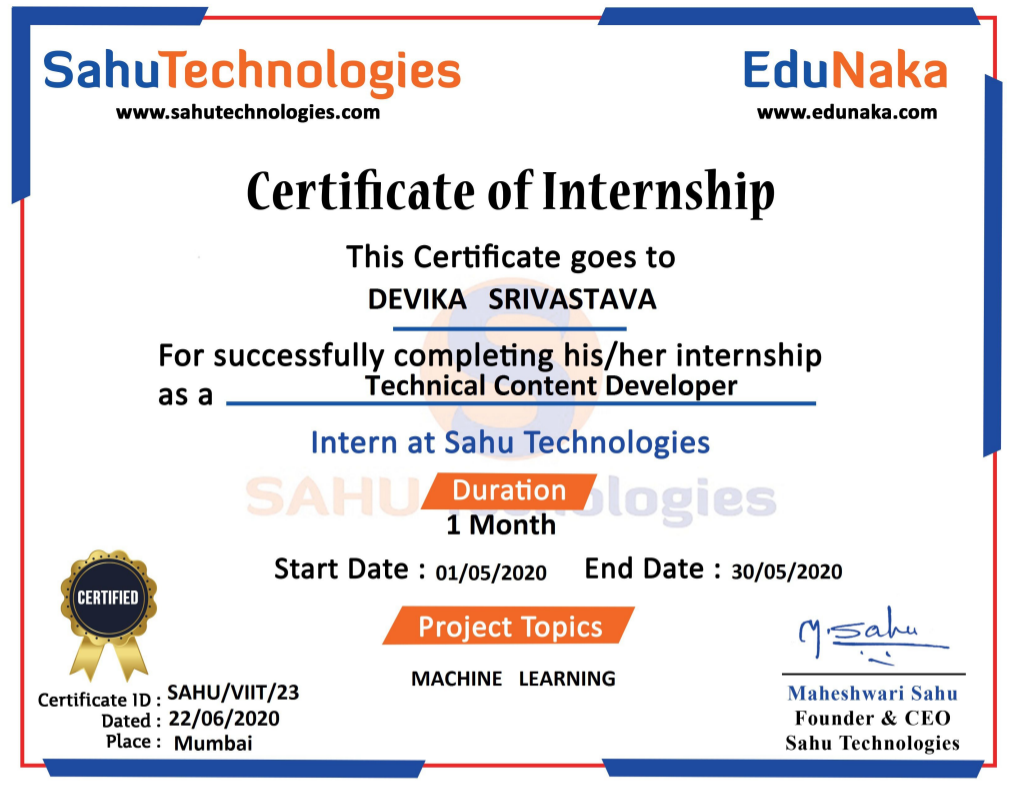 SahuTechnologies
www.sahutechnologies.com
EduNaka
www.edunaka.com
Certificate of Internship
This Certificate goes to
DEVIKA SRIVASTAVA
For successfully completing his/her internship
as a Technical Content Developer
Intern at Sahu Technologies
SAHU Technologies
Duration
1 Month
Start Date : 01/05/2020 End Date : 30/05/2020
Project Topics
MACHINE LEARNING
CERTIFIED
Certificate ID : SAHU/VIIT/23
Dated : 22/06/2020
Place : Mumbai
M.Sahu
Maheshwari Sahu
Founder & CEO
Sahu Technologies